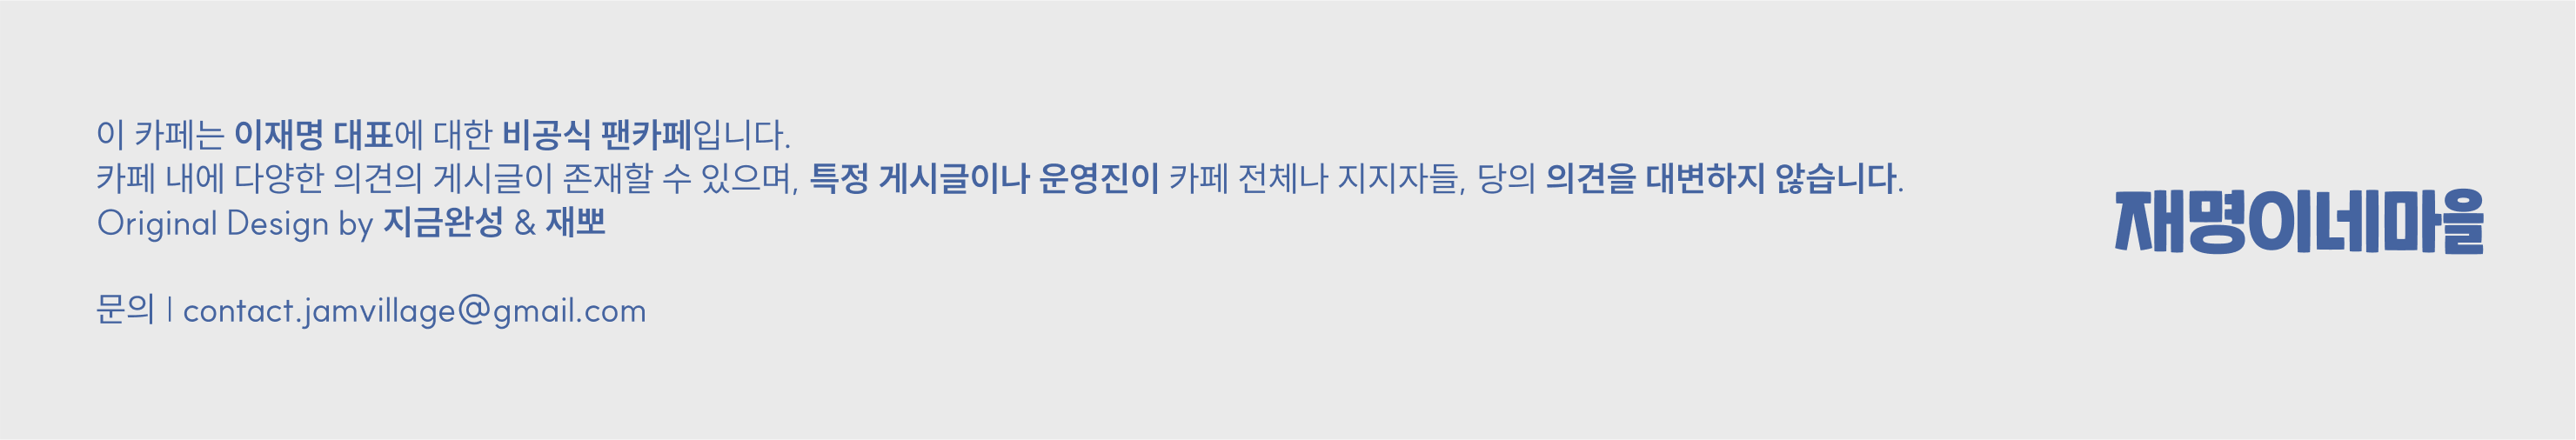 이 카페는 이재명 대표에 대한 비공식 팬카페입니다.
카페 내에 다양한 의견의 게시글이 존재할 수 있으며, 특정 게시글이나 운영진이 카페 전체나 지지자들, 당의 의견을 대변하지 않습니다.
Original Design by 지금완성 & 재뽀
문의 | contact.jamvillage@gmail.com
재명이네마을